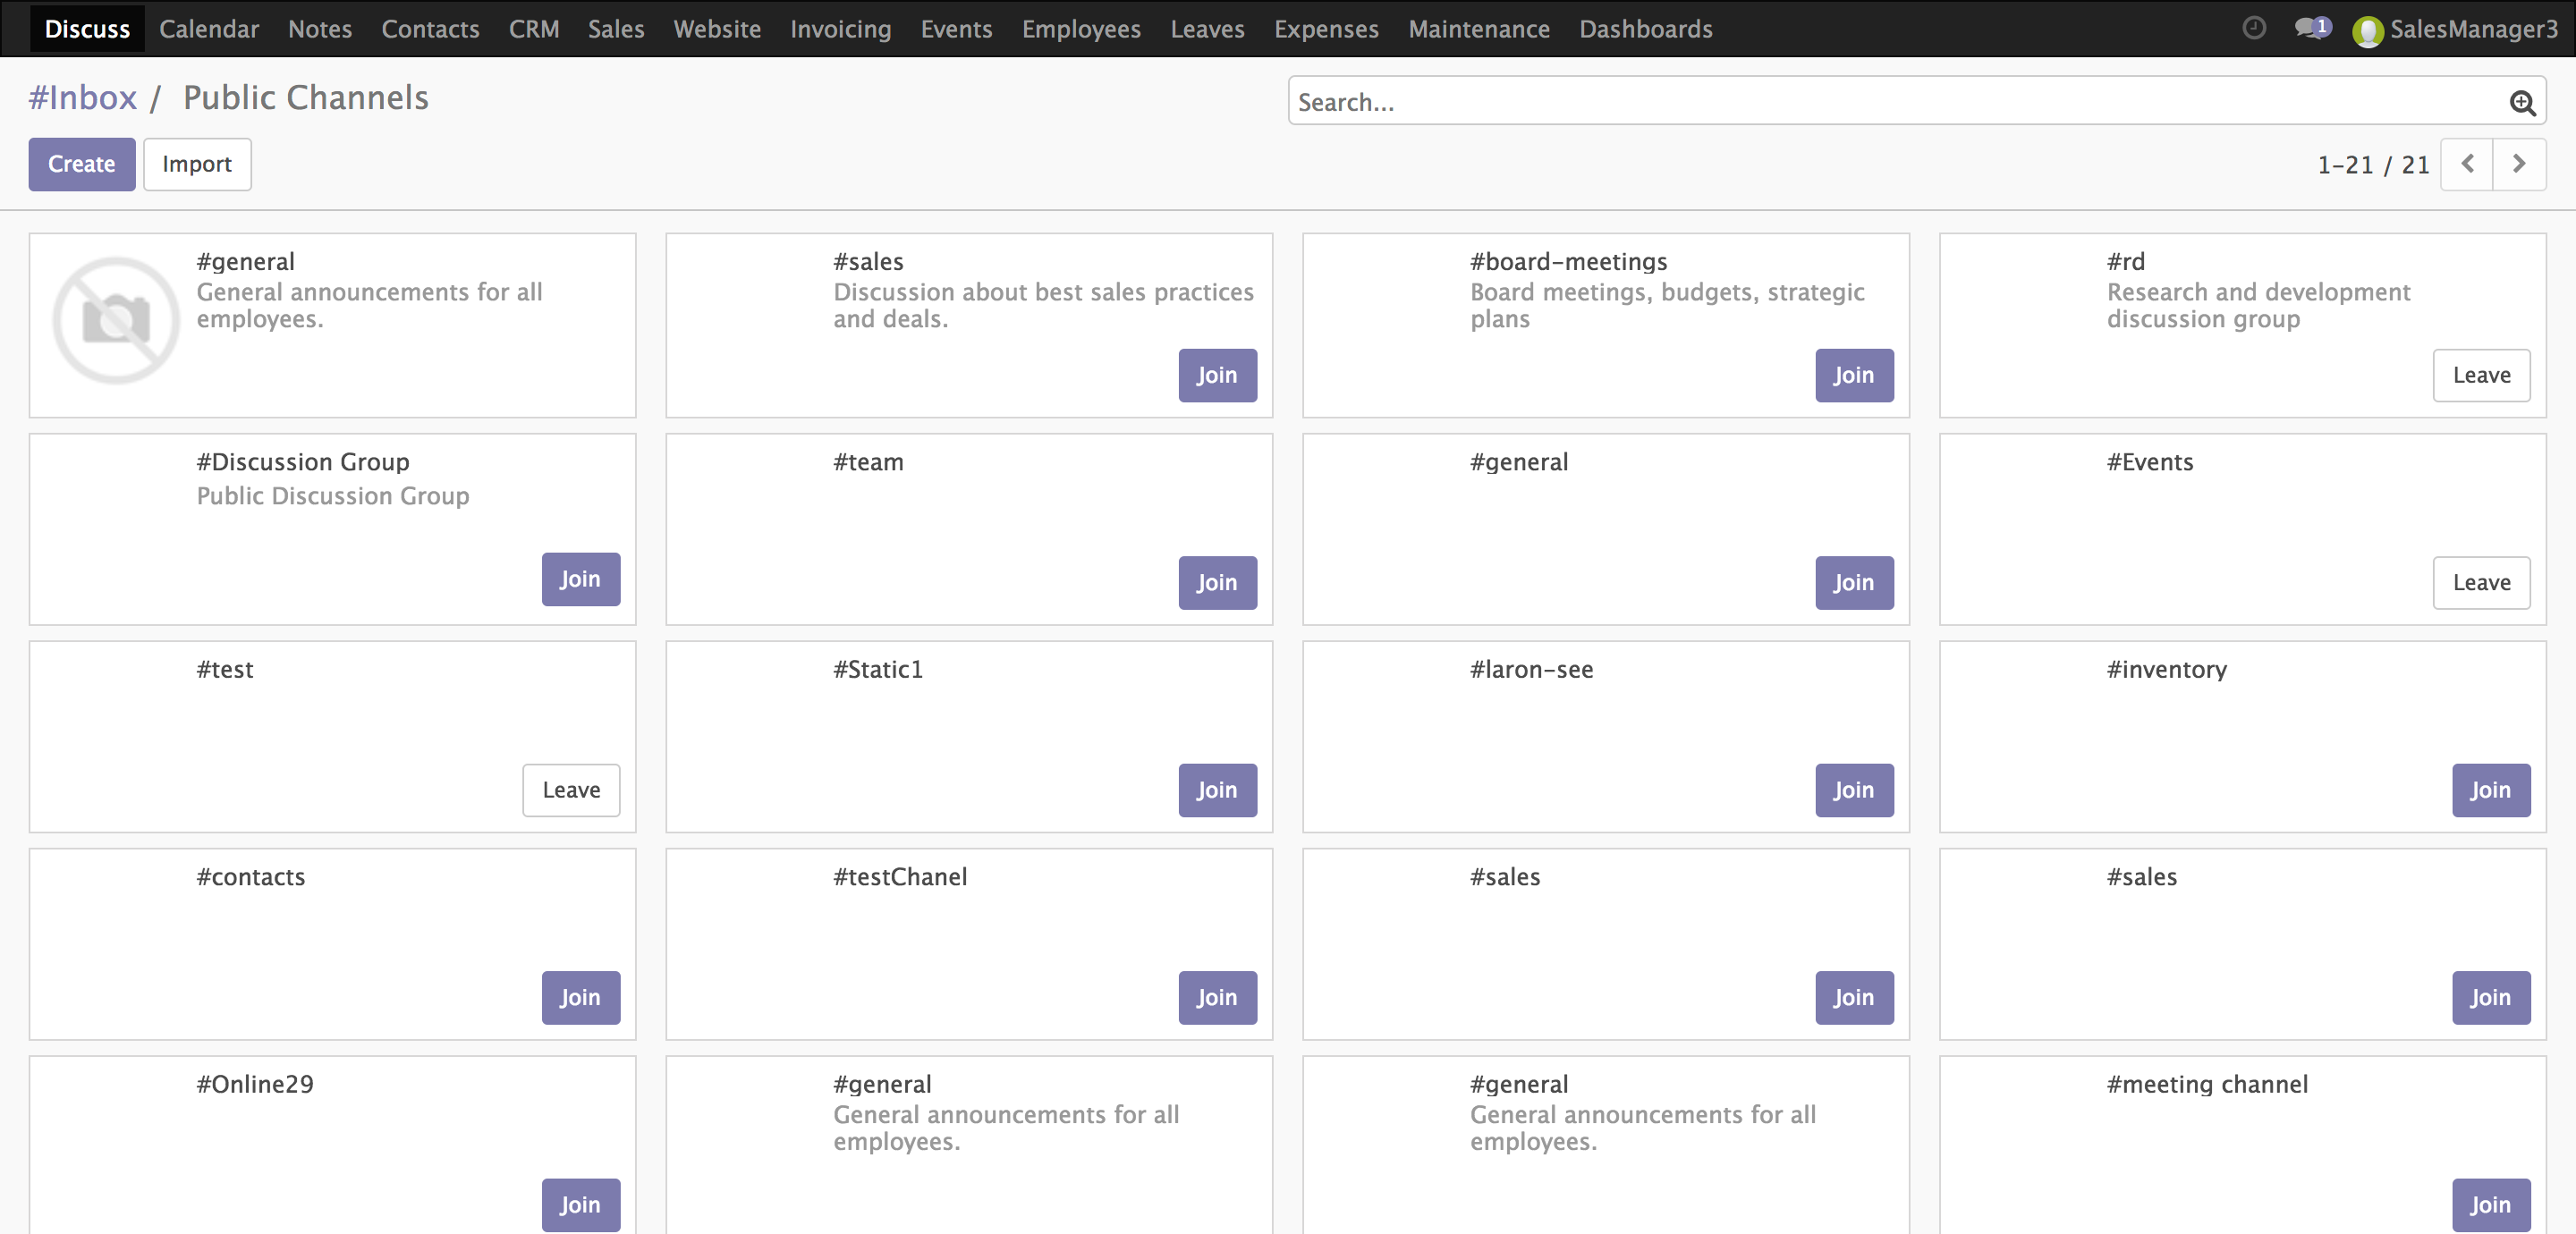 Discuss Calendar Notes Contacts CRM Sales Website Invoicing Events Employees Leaves Expenses Maintenance Dashboards 1 SalesManager3
#Inbox / Public Channels
Search...
Create Import
1-21 / 21
#general
General announcements for all
employees.
#sales
Discussion about best sales practices
and deals.
Join
#board-meetings
Board meetings, budgets, strategic
plans
Join
#rd
Research and development
discussion group
Leave
#Discussion Group
Public Discussion Group
Join
#team
Join
#general
Join
#Events
Leave
#test
Leave
#Static1
Join
#laron-see
Join
#inventory
Join
#contacts
Join
#testChanel
Join
#sales
Join
#sales
Join
#Online29
Join
#general
General announcements for all
employees.
#general
General announcements for all
employees.
#meeting channel
Join